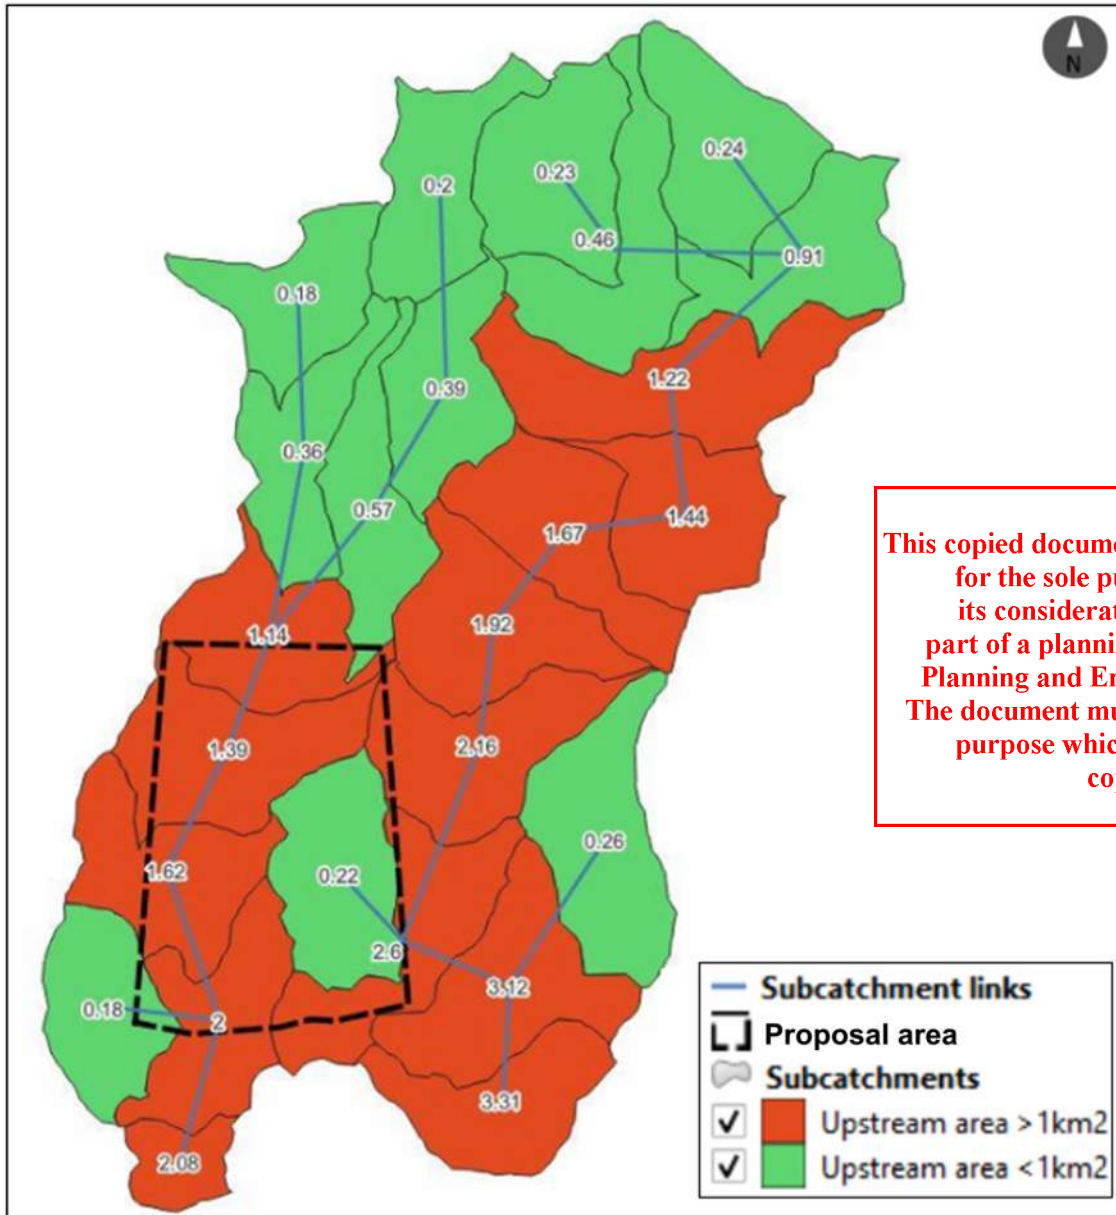 N
0.24
0.23
0.2
0.46
0.91
0.18
1.22
0.39
0.36
0.57
1.44
1.67
1.92
1.14
2.16
1.39
0.26
1.62
0.22
2.6
3.12
0.18
2
3.31
2.08
This copied docume
for the sole pu
its considerat
part of a planni
Planning and En
The document mu
purpose whic
co
Subcatchment links
Proposal area
Subcatchments
Upstream area >1km2
Upstream area <1km2